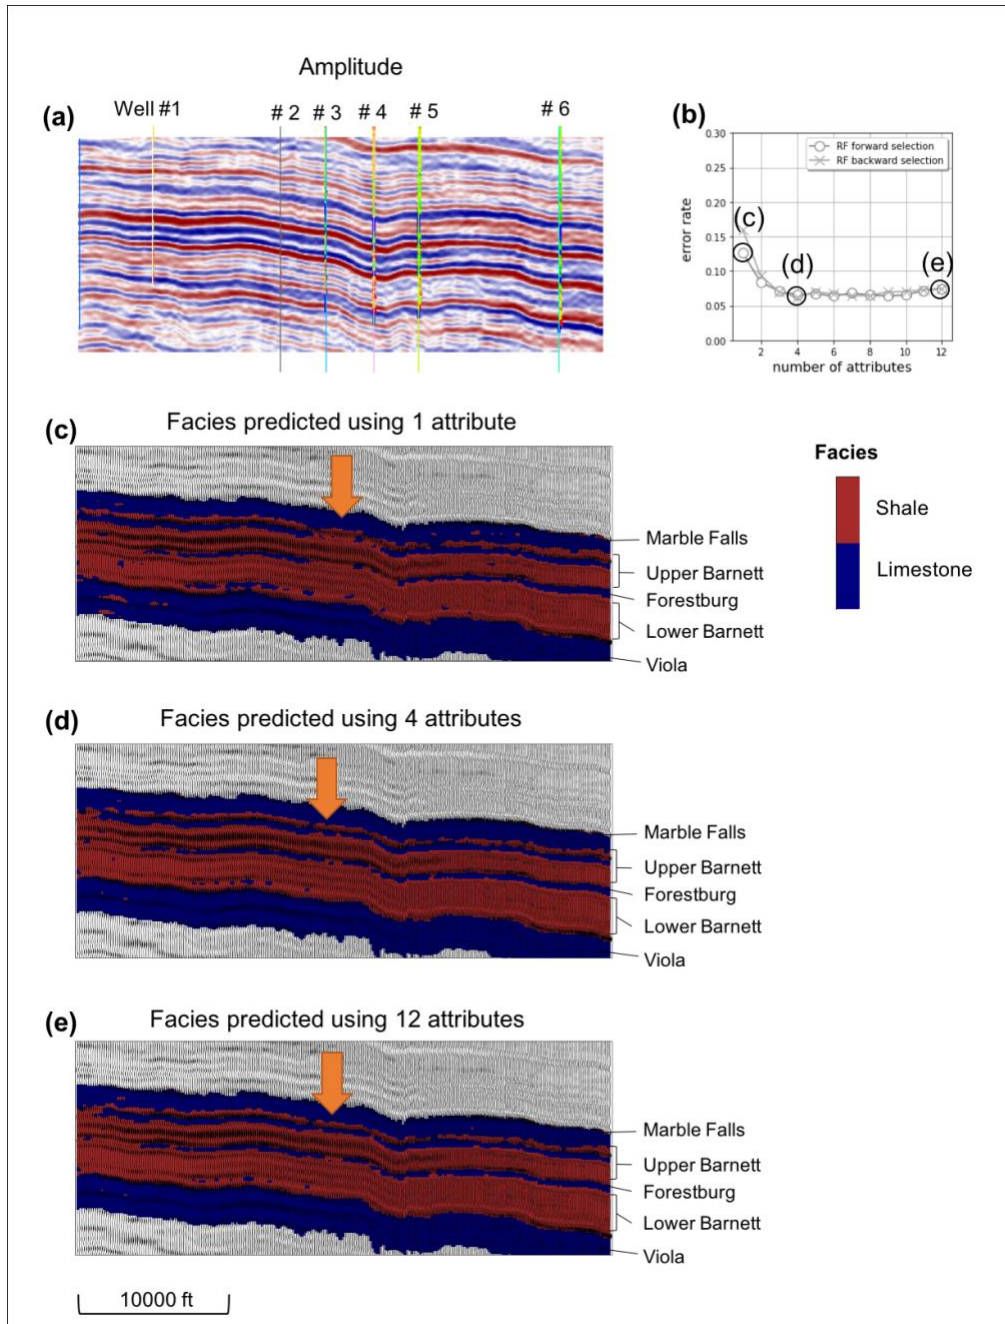 Amplitude
(a)
Well #1
# 2
# 3
# 4
# 5
# 6
(b)
0.30
0.25
0.20
0.15
0.10
0.05
0.00
error rate
RF forward selection
RF backward selection
(c)
(d)
(e)
2
4
6
8
10
12
number of attributes
(c)
Facies predicted using 1 attribute
Marble Falls
Upper Barnett
Forestburg
Lower Barnett
Viola
Facies
Shale
Limestone
(d)
Facies predicted using 4 attributes
Marble Falls
Upper Barnett
Forestburg
Lower Barnett
Viola
(e)
Facies predicted using 12 attributes
Marble Falls
Upper Barnett
Forestburg
Lower Barnett
Viola
10000 ft